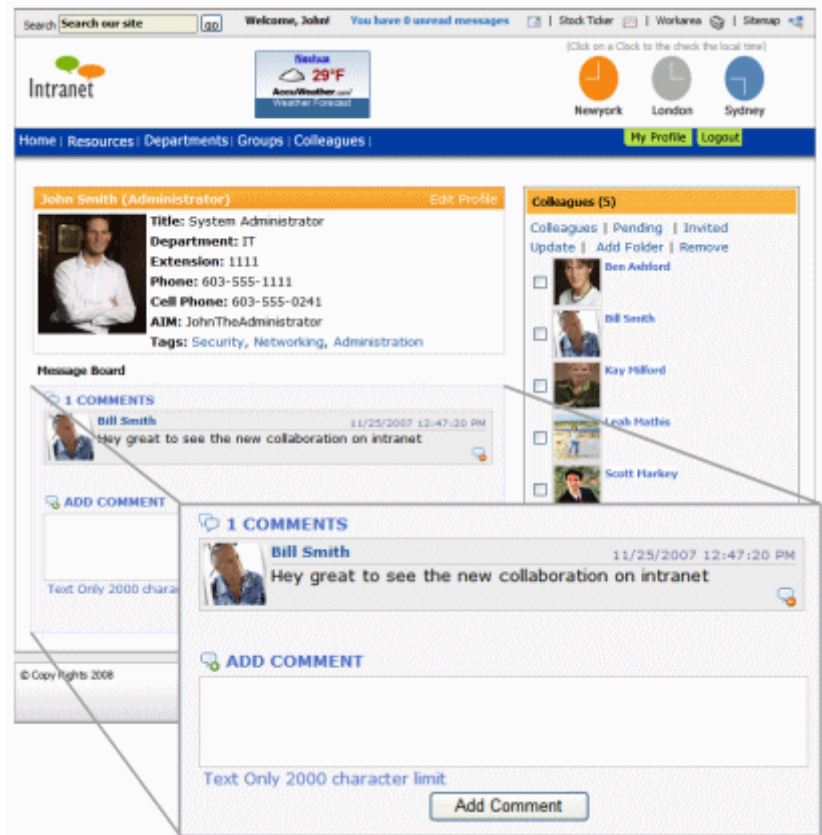 Search Search our site go Welcome, John! You have 0 unread messages | Stock Ticker | Workarea | Sitemap
(Click on a Clock to the check the local time)
Intranet
Nashua
29°F
AccuWeather.com
Weather Forecast
Newyork London Sydney
Home | Resources | Departments | Groups | Colleagues |
My Profile Logout
John Smith (Administrator) Edit Profile
Title: System Administrator
Department: IT
Extension: 1111
Phone: 603-555-1111
Cell Phone: 603-555-0241
AIM: JohnTheAdministrator
Tags: Security, Networking, Administration
Colleagues (5)
Colleagues | Pending | Invited
Update | Add Folder | Remove
Ben Ashford
Bill Smith
Kay Milford
Leah Mathis
Scott Markey
Message Board
1 COMMENTS
Bill Smith 11/25/2007 12:47:20 PM
Hey great to see the new collaboration on intranet
ADD COMMENT
Text Only 2000 chara
© Copy Rights 2008
1 COMMENTS
Bill Smith 11/25/2007 12:47:20 PM
Hey great to see the new collaboration on intranet
ADD COMMENT
Text Only 2000 character limit
Add Comment